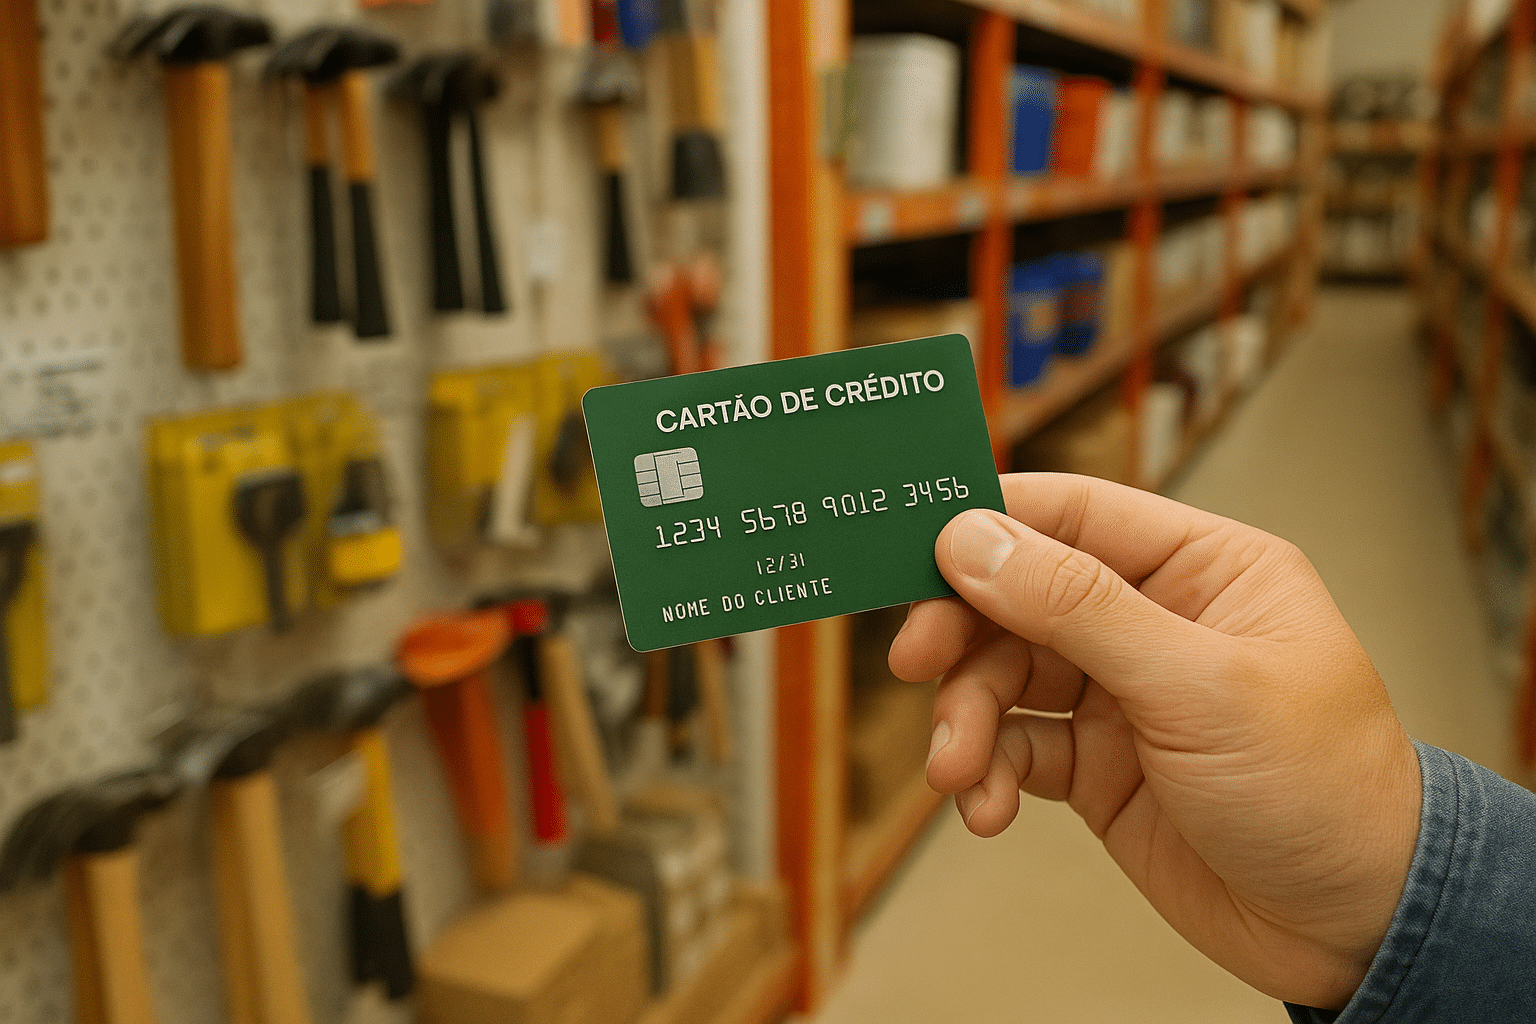 CARTÃO DE CRÉDITO
1234 5678 9012 3456
12/31
NOME DO CLIENTE